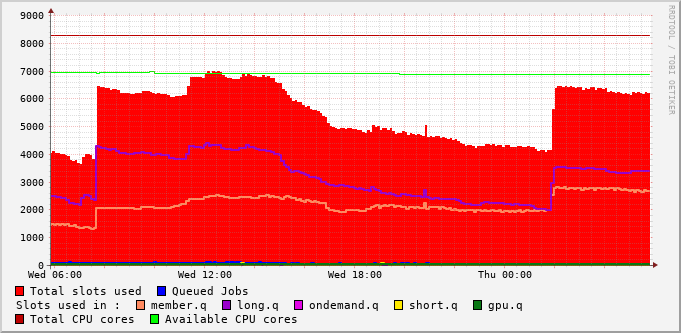 9000
8000
7000
6000
5000
4000
3000
2000
1000
0
Wed 06:00 Wed 12:00 Wed 18:00 Thu 00:00
RRDTOOL / TOBI OETIKER
Total slots used Queued Jobs
Slots used in : member.q long.q ondemand.q short.q gpu.q
Total CPU cores Available CPU cores